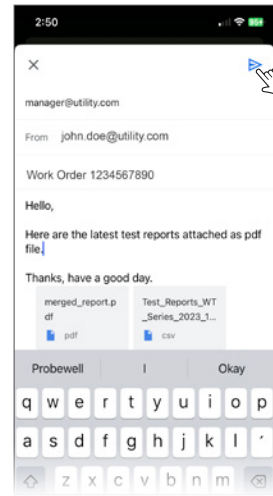 2:50
manager@utility.com
From john.doe@utility.com
Work Order 1234567890
Hello,
Here are the latest test reports attached as pdf
file.
Thanks, have a good day.
merged_report.p
df
pdf
Test_Reports_WT
_Series_2023_1...
csv
Probewell I Okay
q w e r t y u i o p
a s d f g h j k l ´
z x c v b n m